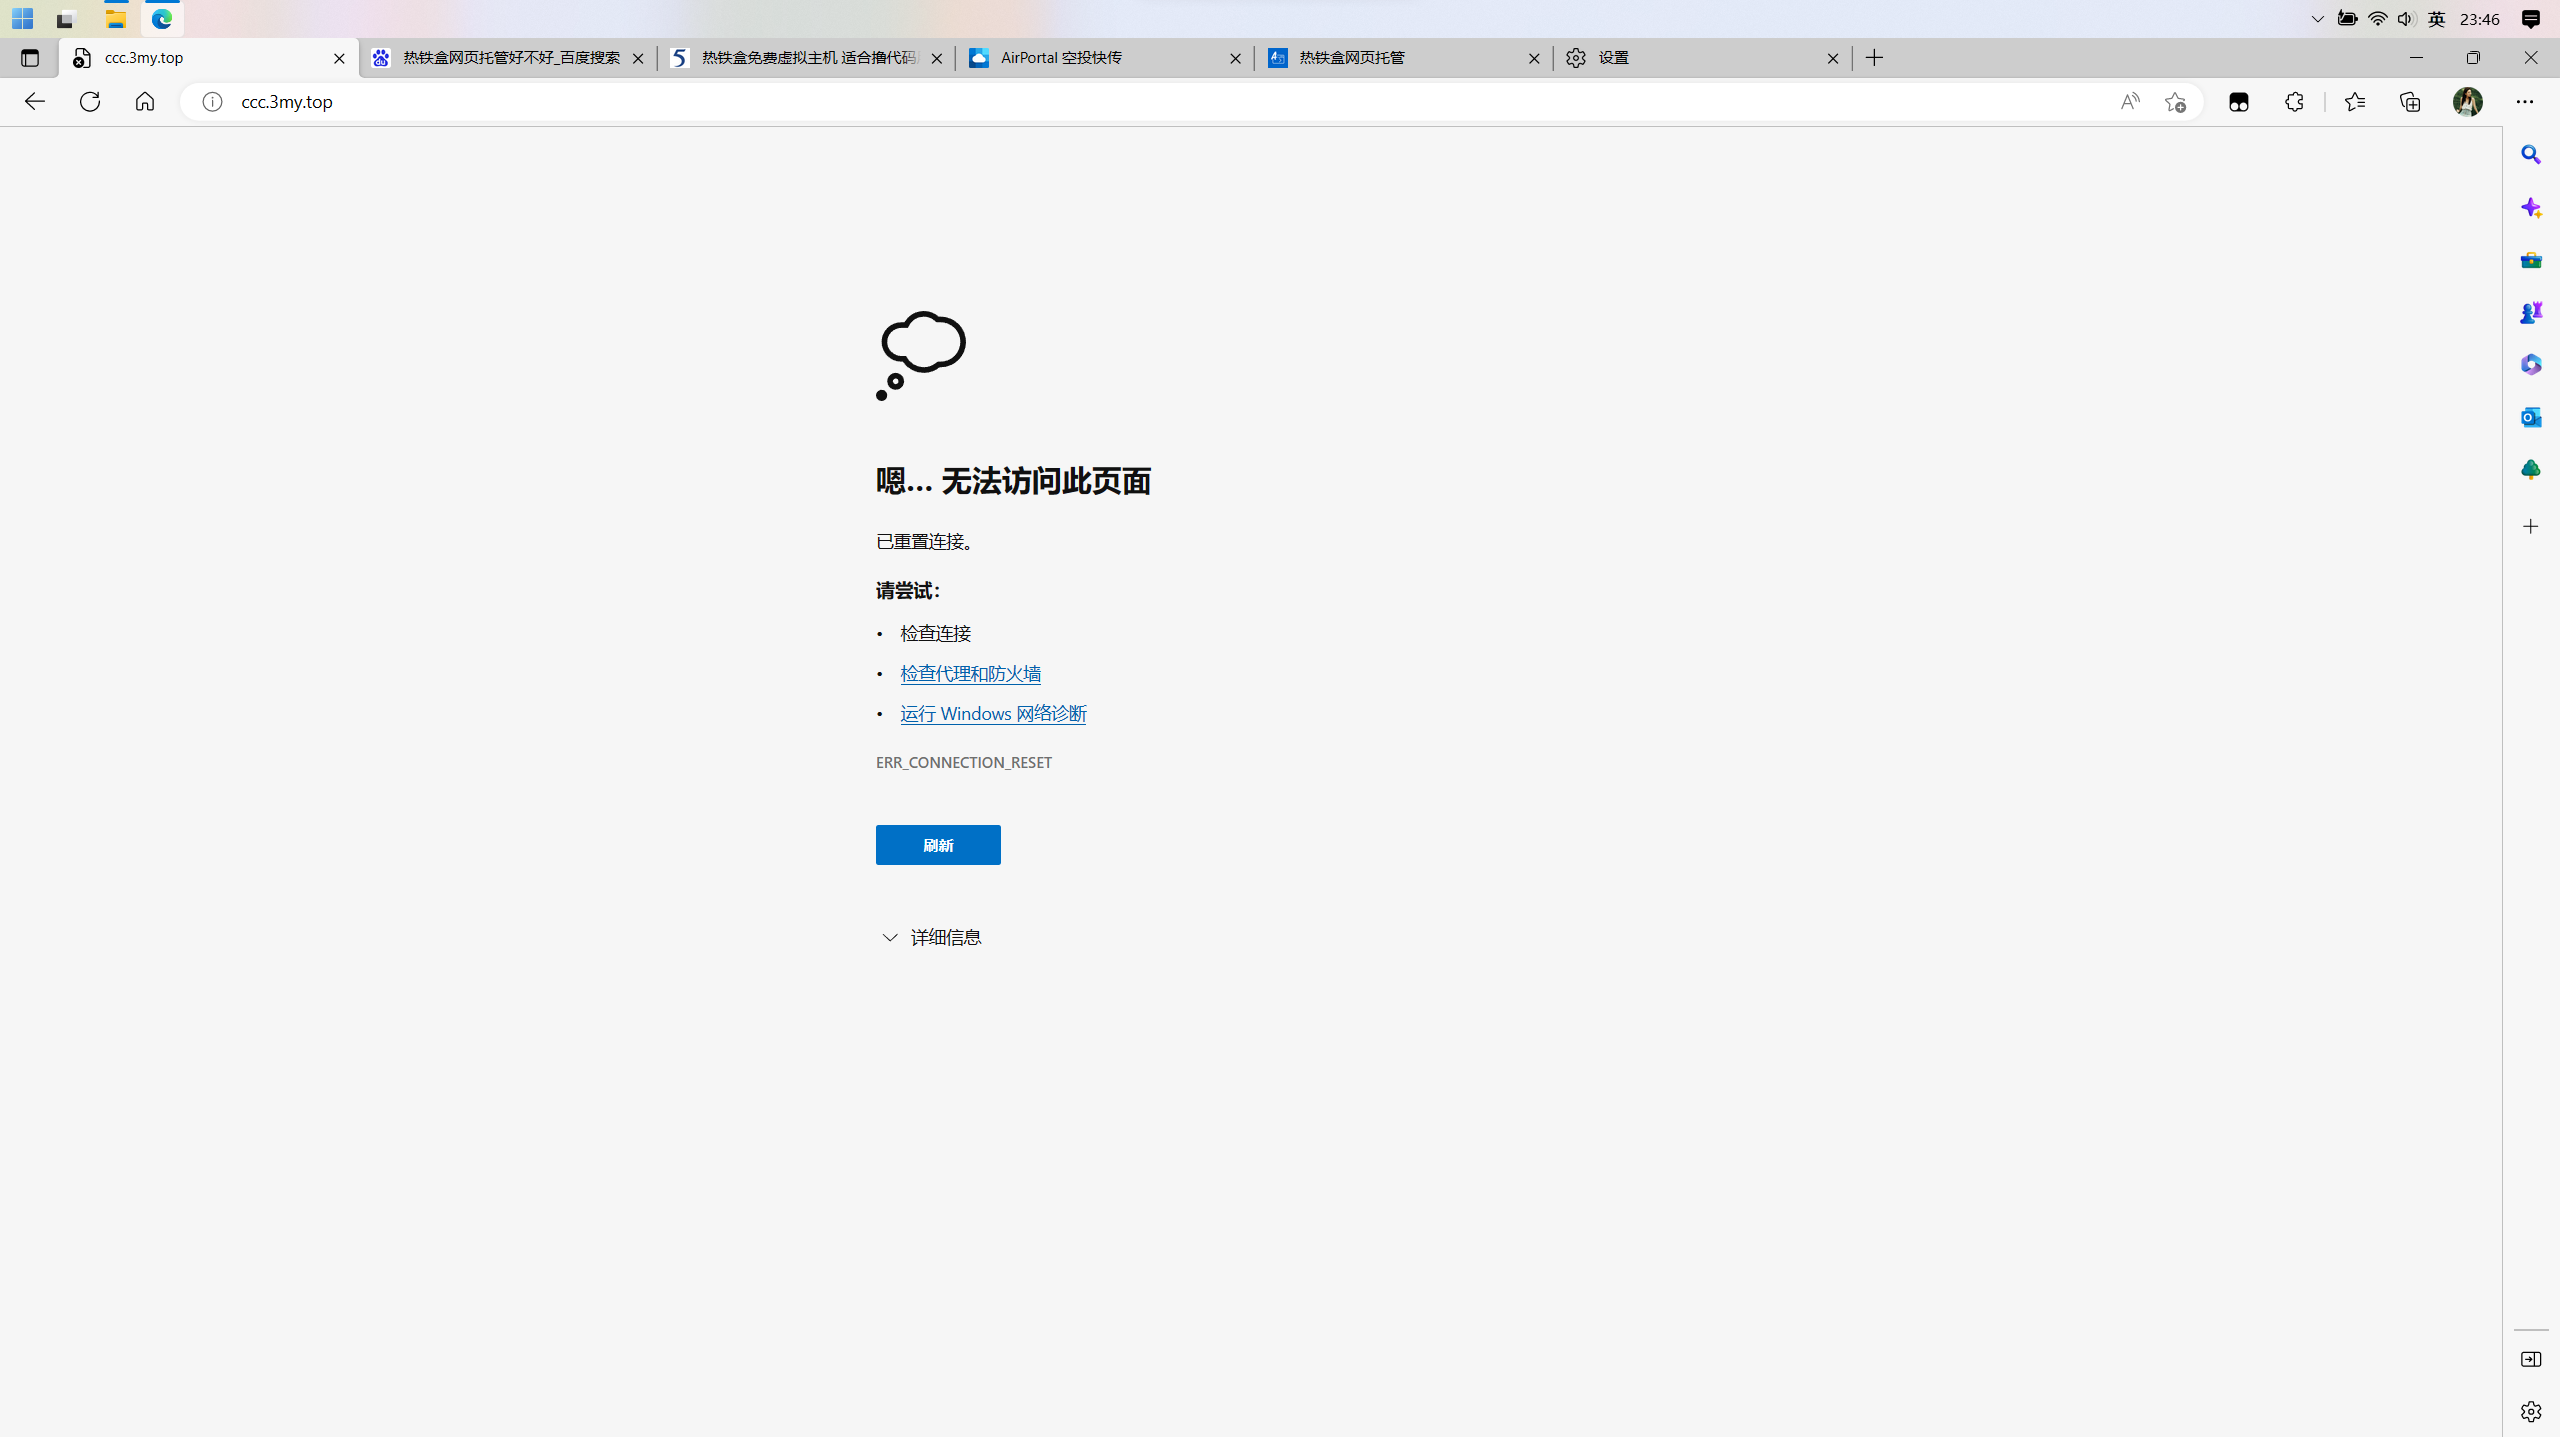 英 23:46
ccc.3my.top
热铁盒网页托管好不好_百度搜索
热铁盒免费虚拟主机 适合撸代码
AirPortal 空投快传
热铁盒网页托管
设置
ccc.3my.top
嗯… 无法访问此页面
已重置连接。
请尝试：
• 检查连接
• 检查代理和防火墙
• 运行 Windows 网络诊断
ERR_CONNECTION_RESET
刷新
详细信息